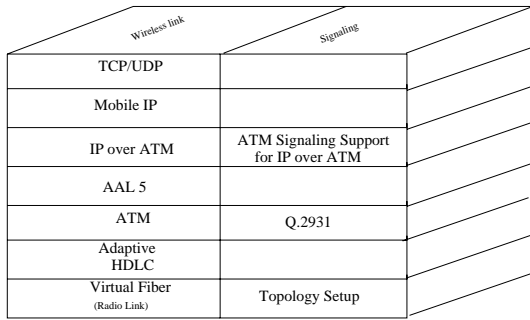 Wireless link
Signaling
TCP/UDP
Mobile IP
IP over ATM
ATM Signaling Support
for IP over ATM
AAL 5
ATM
Q.2931
Adaptive
HDLC
Virtual Fiber
(Radio Link)
Topology Setup